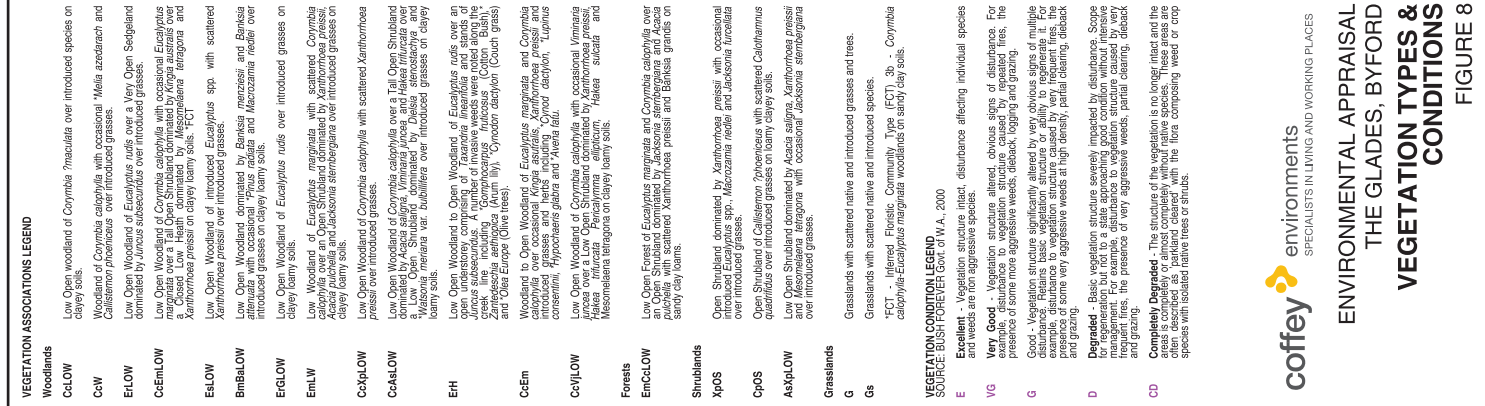 VEGETATION ASSOCIATIONS LEGEND
Woodlands
CcLOW Low Open woodland of Corymbia ?maculata over introduced species on
clayey soils.
CcW Woodland of Corymbia calophylla with occasional *Melia azedarach and
Callistemon phoeniceus over introduced grasses.
ErLOW Low Open Woodland of Eucalyptus rudis over a Very Open Sedgeland
dominated by Juncus subsecundus over introduced grasses.
CcEmLOW Low Open Woodland of Corymbia calophylla with occasional Eucalyptus
marginata over a Tall Open Shrubland dominated by Kingia australis over
a Closed Low Heath dominated by Mesomelaena tetragona and
Xanthorrhoea preissii on clayey loamy soils. *FCT
EsLOW Low Open Woodland of introduced Eucalyptus spp. with scattered
Xanthorrhoea preissii over introduced grasses.
BmBaLOW Low Open Woodland dominated by Banksia menziesii and Banksia
attenuata with occasional *Pinus radiata and Macrozamia riedlei over
introduced grasses on clayey loamy soils.
ErGLOW Low Open Woodland of Eucalyptus rudis over introduced grasses on
clayey loamy soils.
EmLW Low Woodland of Eucalyptus marginata with scattered Corymbia
calophylla over an Open Shrubland dominated by Xanthorrhoea preissii,
Acacia pulchella and Jacksonia sternbergiana over introduced grasses on
clayey loamy soils.
CcXpLOW Low Open Woodland of Corymbia calophylla with scattered Xanthorrhoea
preissii over introduced grasses.
CcAsLOW Low Open Woodland of Corymbia calophylla over a Tall Open Shrubland
dominated by Acacia saligna, Viminaria juncea and Hakea trifurcata over
a Low Open Shrubland dominated by Dielsia stenostachya and
*Watsonia meriana var. bulbillifera over introduced grasses on clayey
loamy soils.
ErH Low Open Woodland to Open Woodland of Eucalyptus rudis over an
open understorey comprising of Taxandria linearifolia and stands of
Juncus subsecundus. A number of invasive weeds were noted along the
creek line including *Gomphocarpus fruticosus (Cotton Bush),*
Zantedeschia aethiopica (Arum lily), *Cynodon dactylon (Couch grass)
and *Olea Europe (Olive trees).
CcEm Woodland to Open Woodland of Eucalyptus marginata and Corymbia
calophylla over occasional Kingia asutralis, Xanthorrhoea preissii and
introduced grasses and herbs including *Cynod dactylon, *Lupinus
consentinii, *Hypochaeris glabra and *Avena fatu.
CcVjLOW Low Open Woodland of Corymbia calophylla with occasional Viminaria
juncea over a Low Open Shrubland dominated by Xanthorrhoea preissii,
Hakea trifurcata Pericalymma ellipticum, Hakea sulcata and
Mesomelaena tetragona on clayey loamy soils.
Forests
EmCcLOW Low Open Forest of Eucalyptus marginata and Corymbia calophylla over
an Open Shrubland dominated by Jacksonia sternbergiana and Acacia
pulchella with scattered Xanthorrhoea preissii and Banksia grandis on
sandy clay loams.
Shrublands
XpOS Open Shrubland dominated by Xanthorrhoea preissii with occasional
introduced Eucalyptus spp., Macrozamia riedlei and Jacksonia furcellata
over introduced grasses.
CpOS Open Shrubland of Callistemon ?phoeniceus with scattered Calothamnus
quadrifidus over introduced grasses on loamy clayey soils.
AsXpLOW Low Open Shrubland dominated by Acacia saligna, Xanthorrhoea preissii
and Mesomelaena tetragona with occasional Jacksonia sternbergiana
over introduced grasses.
Grasslands
G Grasslands with scattered native and introduced grasses and trees.
Gs Grasslands with scattered native and introduced species.
*FCT - Inferred Floristic Community Type (FCT) 3b - Corymbia
calophylla-Eucalyptus marginata woodlands on sandy clay soils.
VEGETATION CONDITION LEGEND
SOURCE: BUSH FOREVER Govt. of W.A., 2000
E Excellent - Vegetation structure intact, disturbance affecting individual species
and weeds are non aggressive species.
VG Very Good - Vegetation structure altered, obvious signs of disturbance. For
example, disturbance to vegetation structure caused by repeated fires, the
presence of some more aggressive weeds, dieback, logging and grazing.
G Good - Vegetation structure significantly altered by very obvious signs of multiple
disturbance. Retains basic vegetation structure or ability to regenerate it. For
example, disturbance to vegetation structure caused by very frequent fires, the
presence of some very aggressive weeds at high density, partial clearing, dieback
and grazing.
D Degraded - Basic vegetation structure severely impacted by disturbance. Scope
for regeneration but not to a state approaching good condition without intensive
management. For example, disturbance to vegetation structure caused by very
frequent fires, the presence of very aggressive weeds, partial clearing, dieback
and grazing.
CD Completely Degraded - The structure of the vegetation is no longer intact and the
areas is completely or almost completely without native species. These areas are
often described as 'parkland cleared' with the flora composing weed or crop
species with isolated native trees or shrubs.
coffey environments
SPECIALISTS IN LIVING AND WORKING PLACES
ENVIRONMENTAL APPRAISAL
THE GLADES, BYFORD
VEGETATION TYPES &
CONDITIONS
FIGURE 8